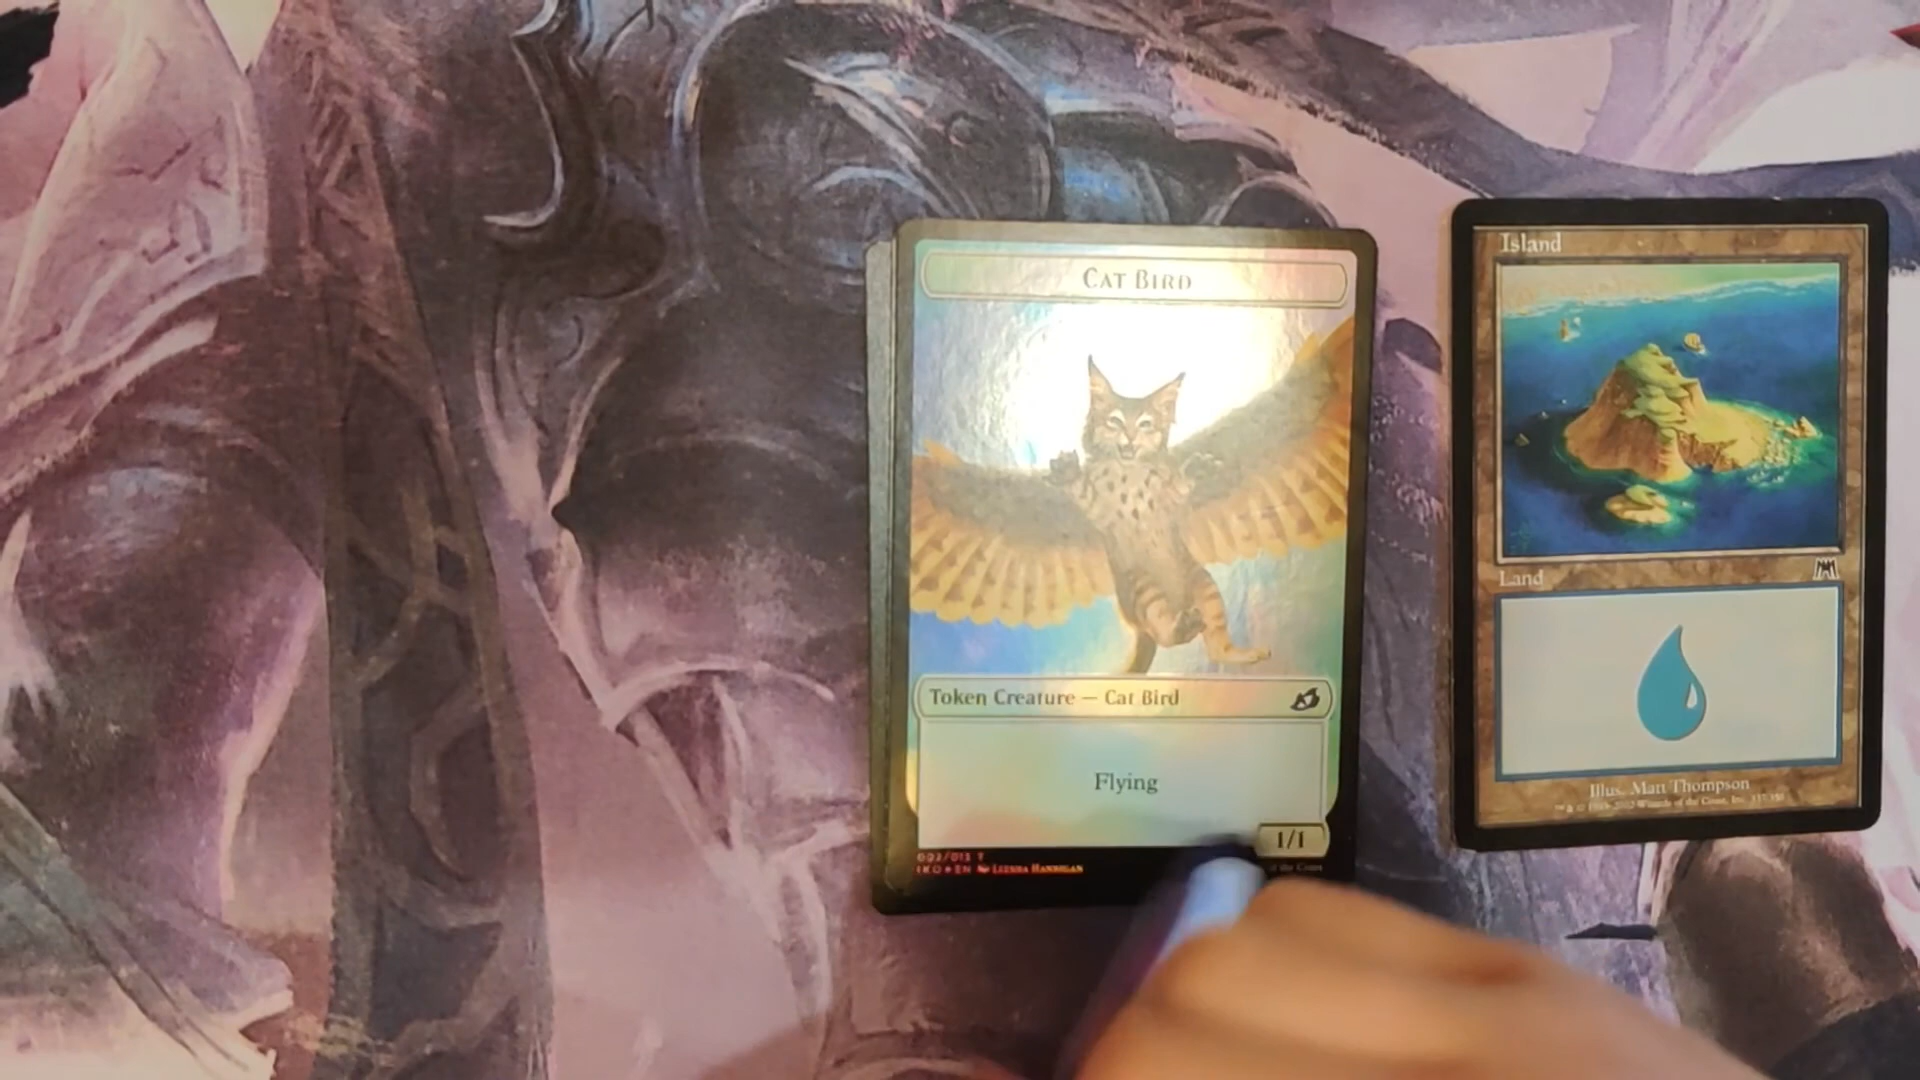 CAT BIRD
Token Creature — Cat Bird
Flying
1/1
Island
Land
Illus. Matt Thompson